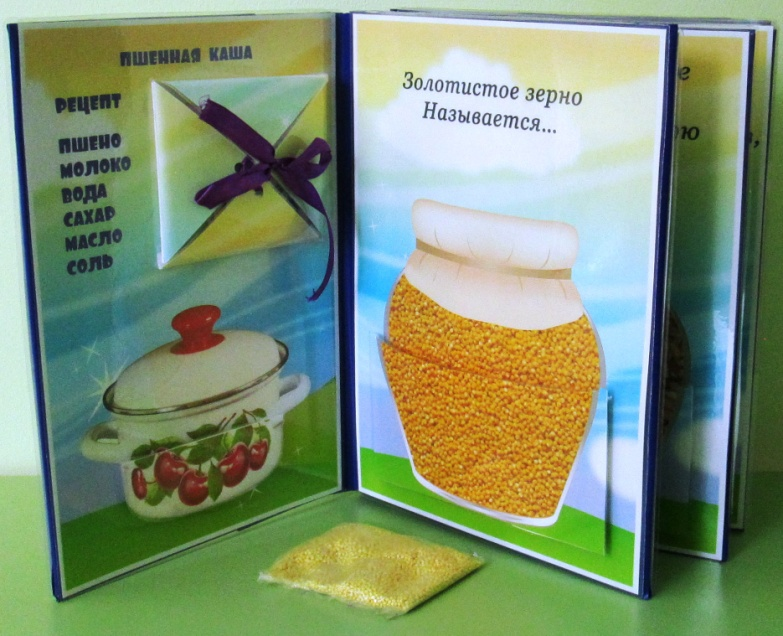 ПШЕННАЯ КАША
РЕЦЕПТ
ПШЕНО
МОЛОКО
ВОДА
САХАР
МАСЛО
СОЛЬ
Золотистое зерно
Называется...